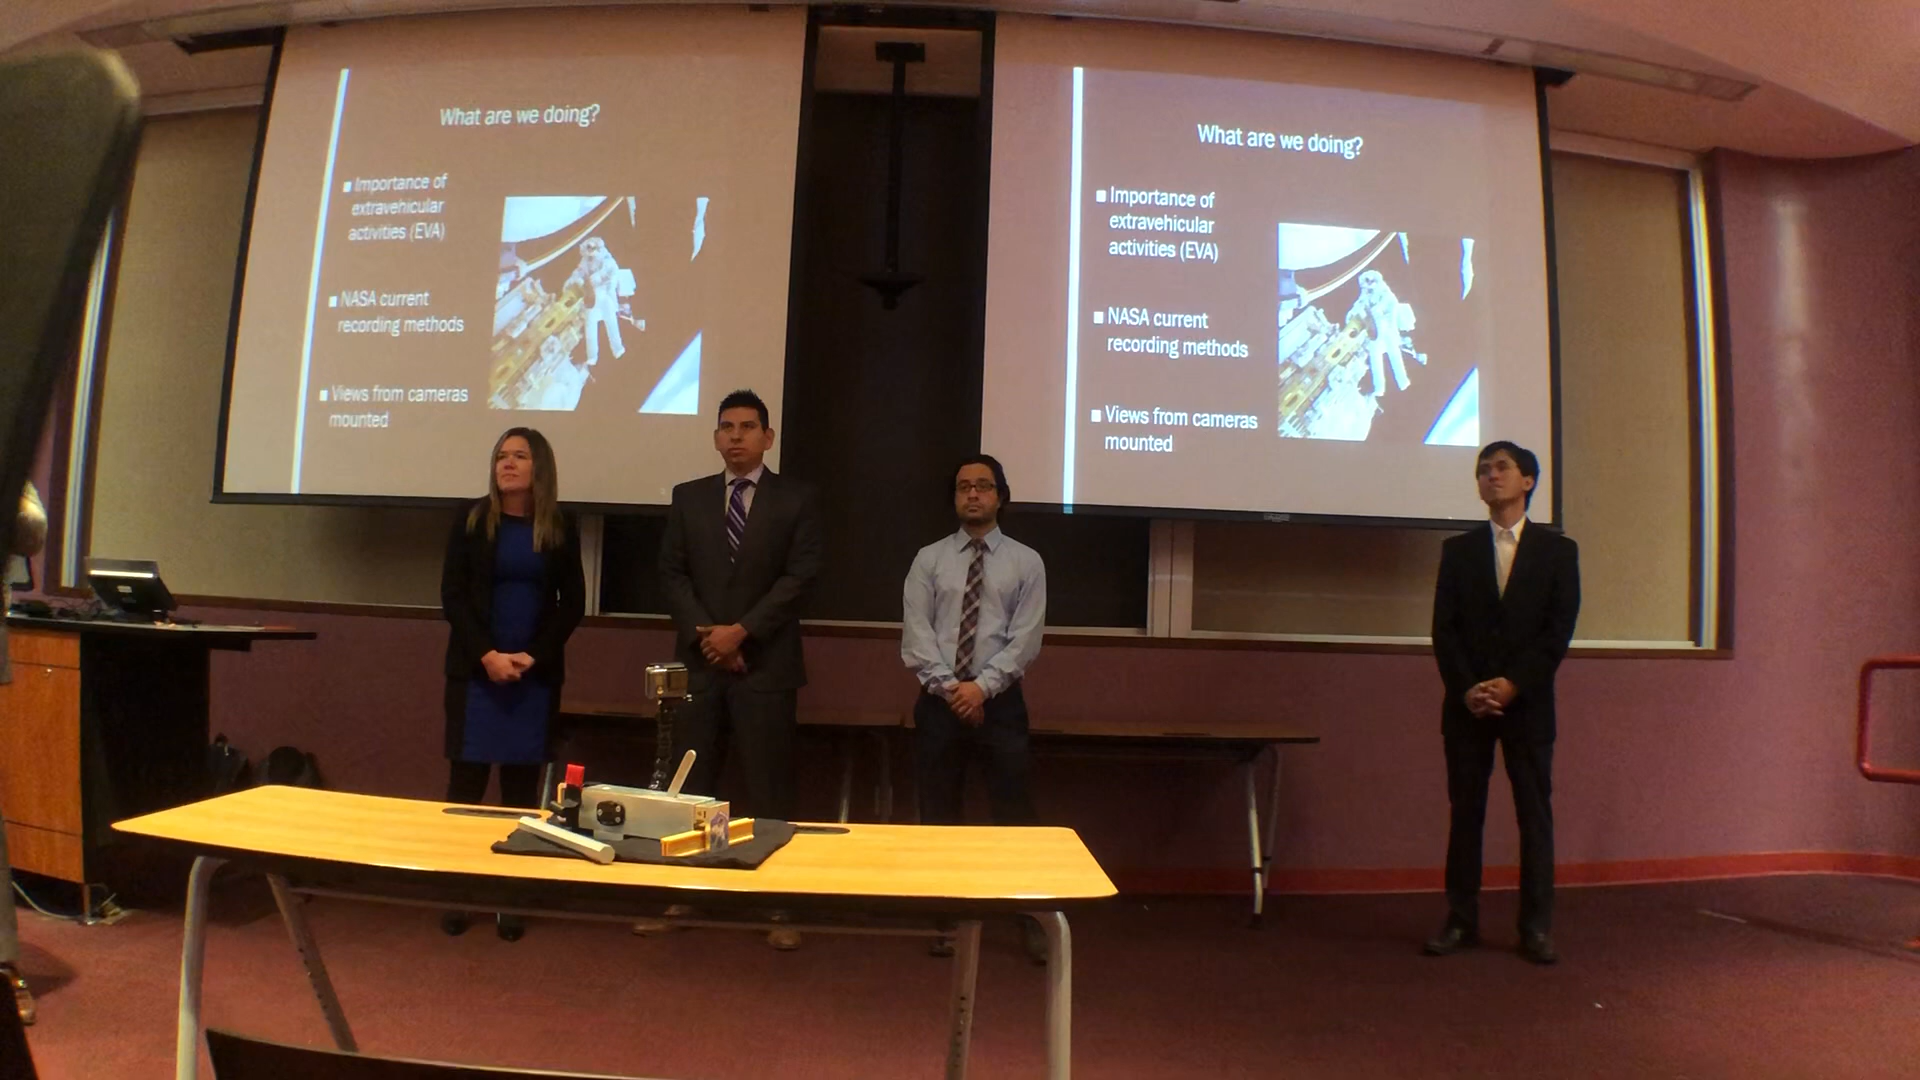 What are we doing?
Importance of
extravehicular
activities (EVA)
NASA current
recording methods
Views from cameras
mounted
What are we doing?
Importance of
extravehicular
activities (EVA)
NASA current
recording methods
Views from cameras
mounted